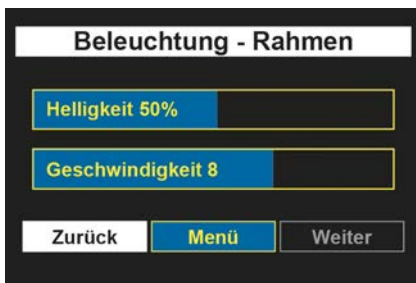 Beleuchtung - Rahmen
Helligkeit 50%
Geschwindigkeit 8
Zurück Menü Weiter